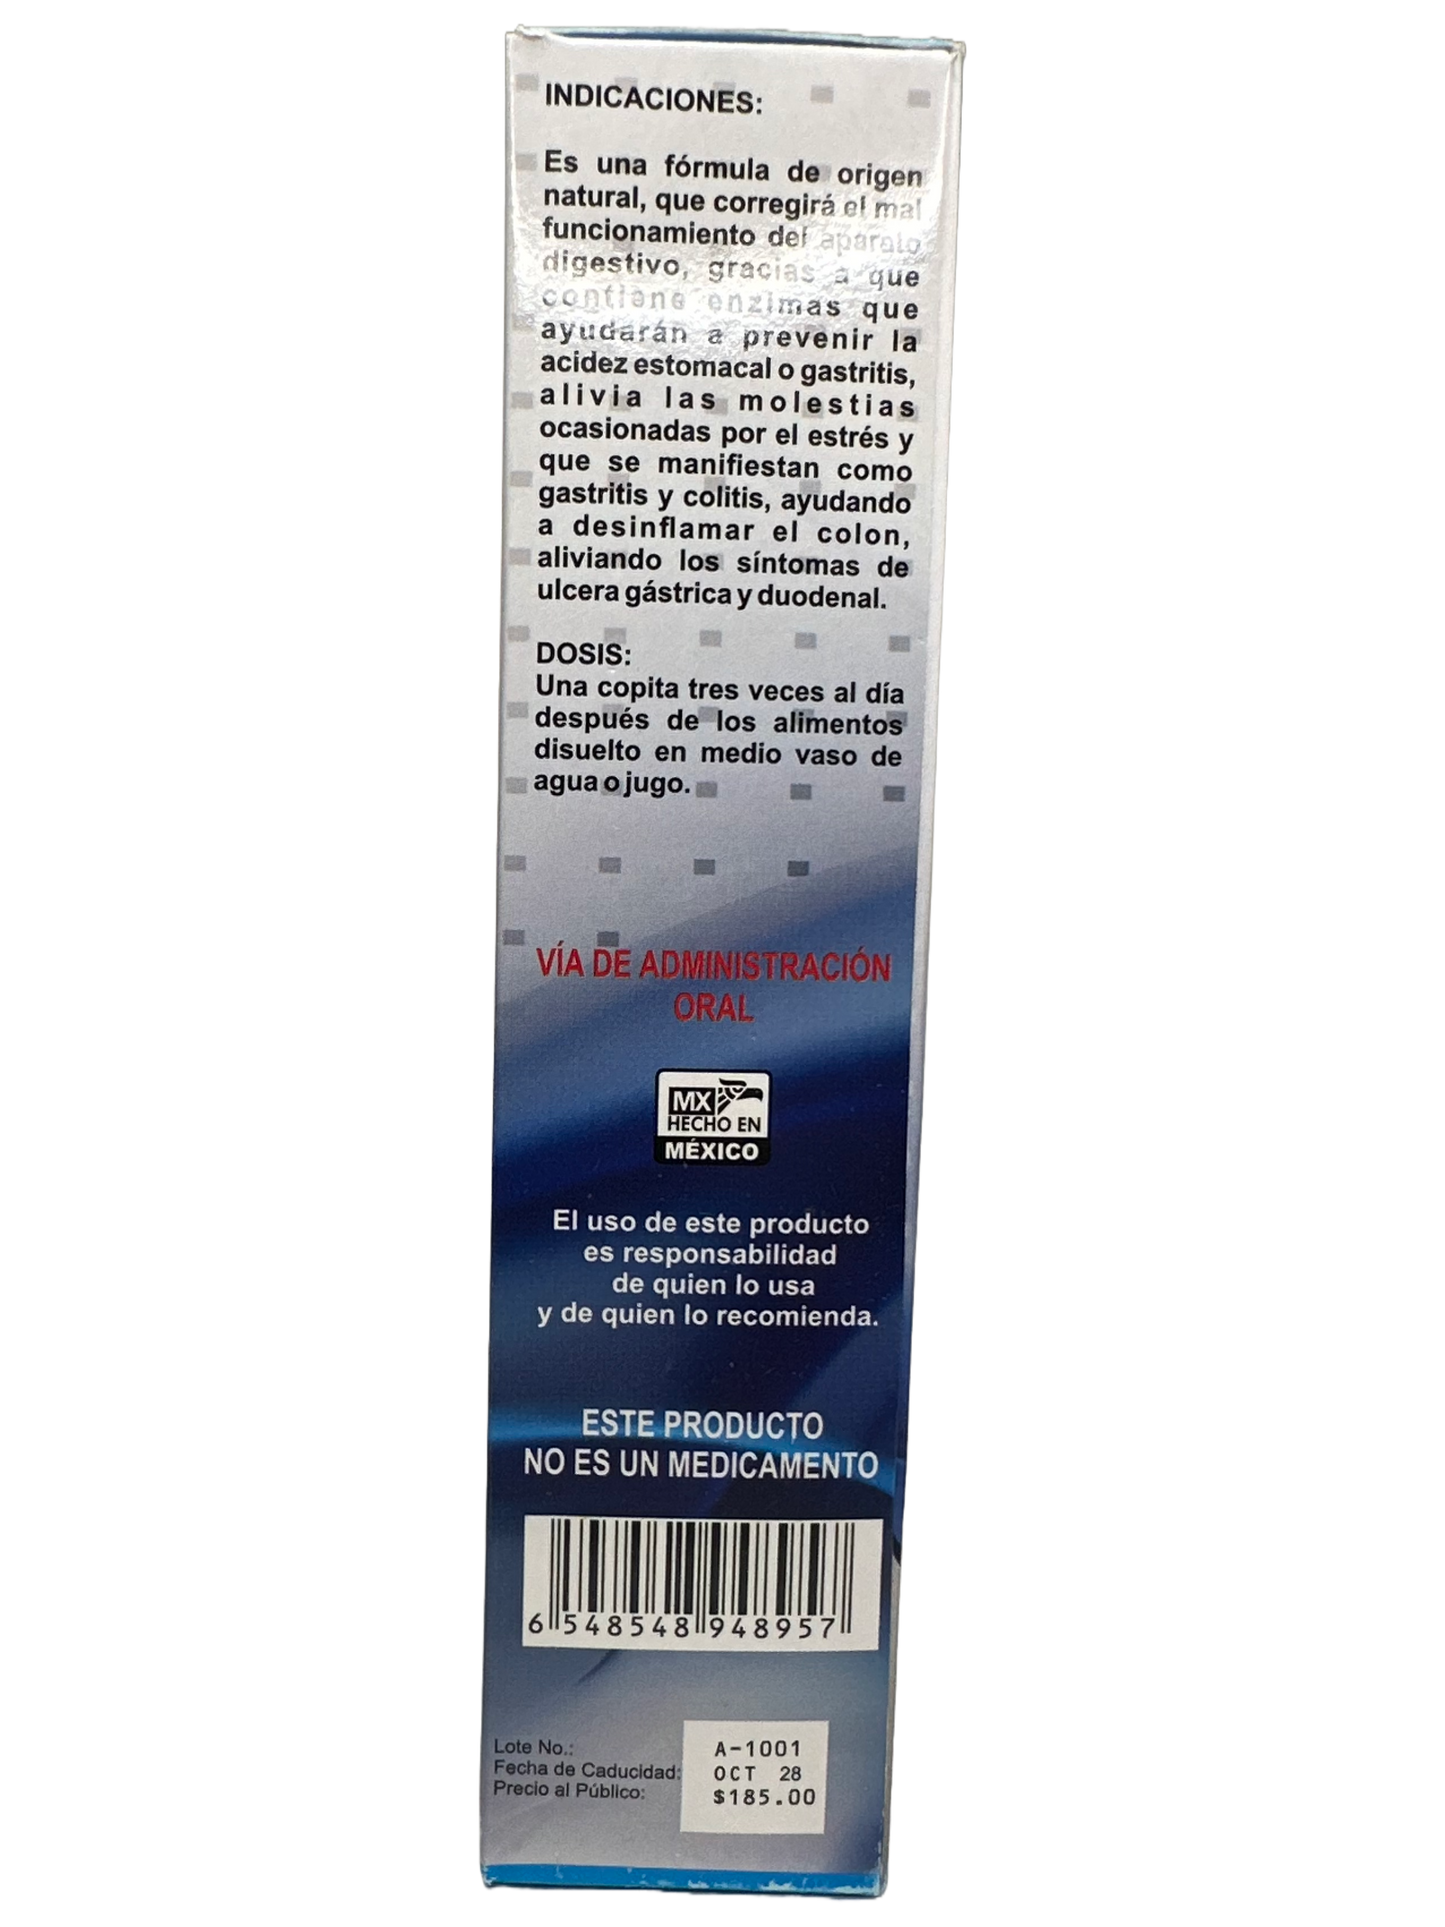 INDICACIONES:
Es una fórmula de origen
natural, que corregirá el mal
funcionamiento del aparato
digestivo, gracias a que
contiene enzimas que
ayudarán a prevenir la
acidez estomacal o gastritis,
alivia las molestias
ocasionadas por el estrés y
que se manifiestan como
gastritis y colitis, ayudando
a desinflamar el colon,
aliviando los síntomas de
ulcera gástrica y duodenal.
DOSIS:
Una copita tres veces al día
después de los alimentos
disuelto en medio vaso de
agua o jugo.
VÍA DE ADMINISTRACIÓN
ORAL
MX
HECHO EN
MÉXICO
El uso de este producto
es responsabilidad
de quien lo usa
y de quien lo recomienda.
ESTE PRODUCTO
NO ES UN MEDICAMENTO
6 548548 948957
Lote No.: A-1001
Fecha de Caducidad: OCT 28
Precio al Público: $185.00